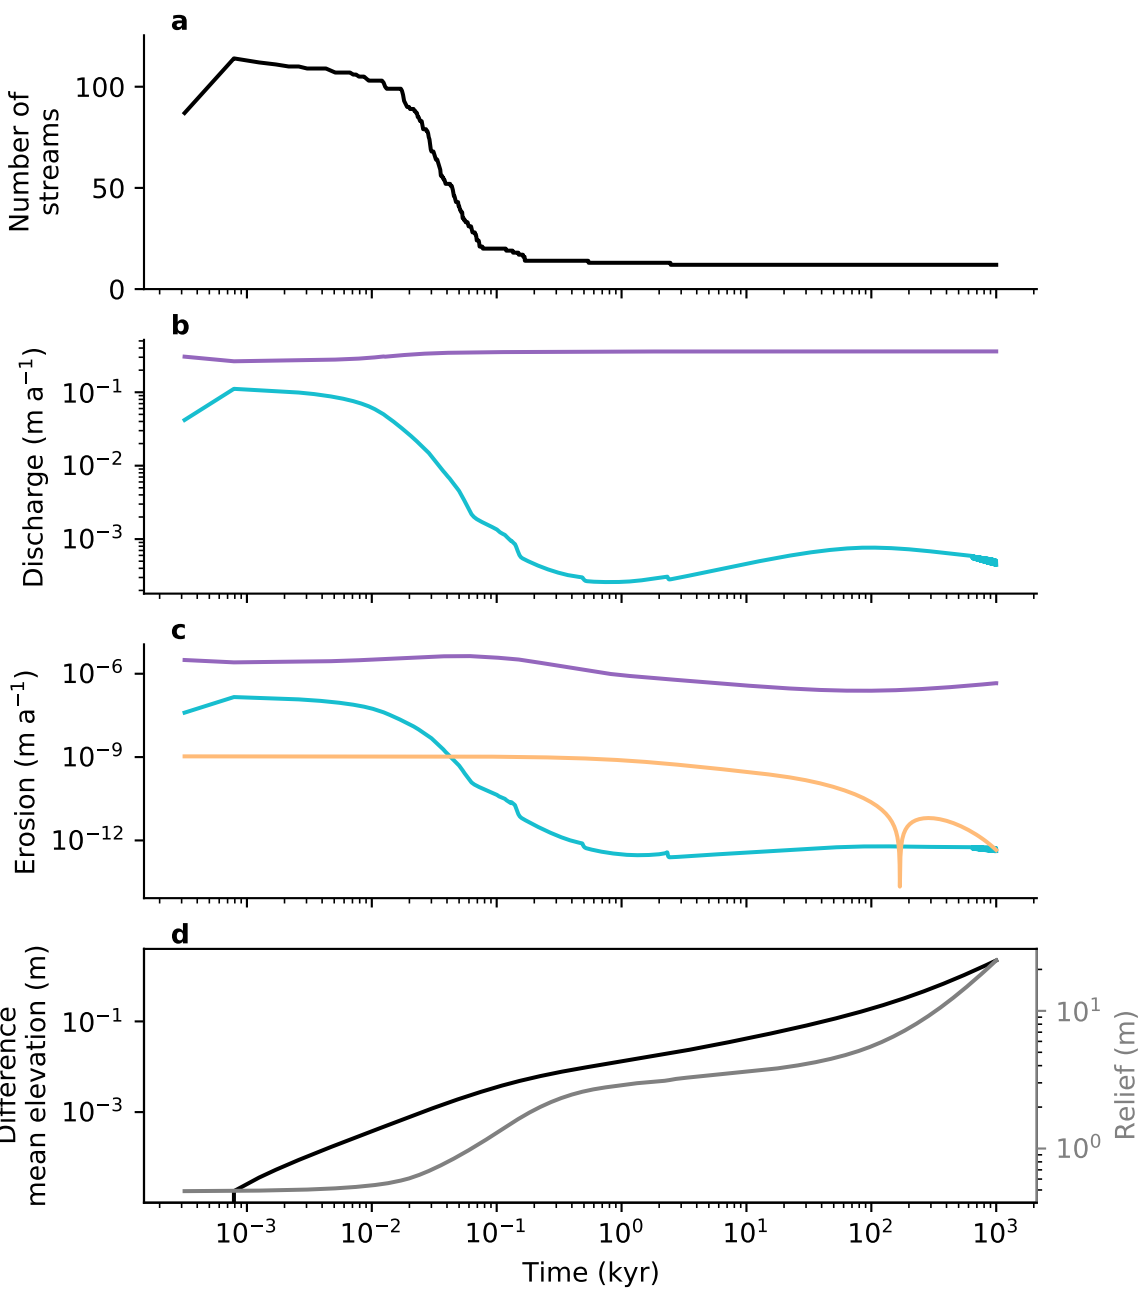 a
Number of
streams
100
50
0
b
Discharge (m a⁻¹)
10⁻¹
10⁻²
10⁻³
c
Erosion (m a⁻¹)
10⁻⁶
10⁻⁹
10⁻¹²
d
Difference
mean elevation (m)
10⁻¹
10⁻³
10¹
10⁰
Relief (m)
10⁻³ 10⁻² 10⁻¹ 10⁰ 10¹ 10² 10³
Time (kyr)